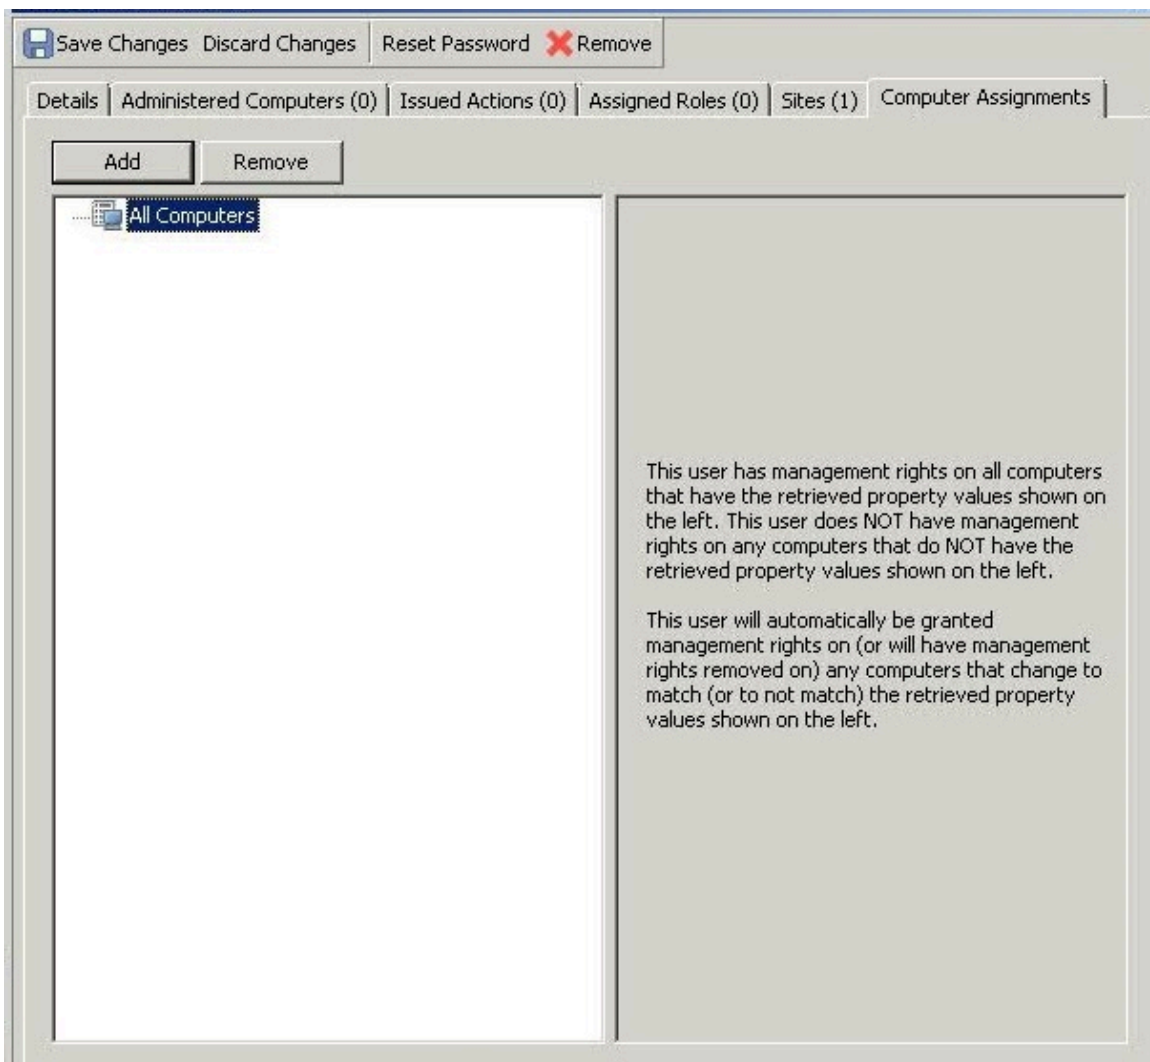 Save Changes Discard Changes Reset Password Remove
Details Administered Computers (0) Issued Actions (0) Assigned Roles (0) Sites (1) Computer Assignments
Add Remove
All Computers
This user has management rights on all computers
that have the retrieved property values shown on
the left. This user does NOT have management
rights on any computers that do NOT have the
retrieved property values shown on the left.
This user will automatically be granted
management rights on (or will have management
rights removed on) any computers that change to
match (or to not match) the retrieved property
values shown on the left.